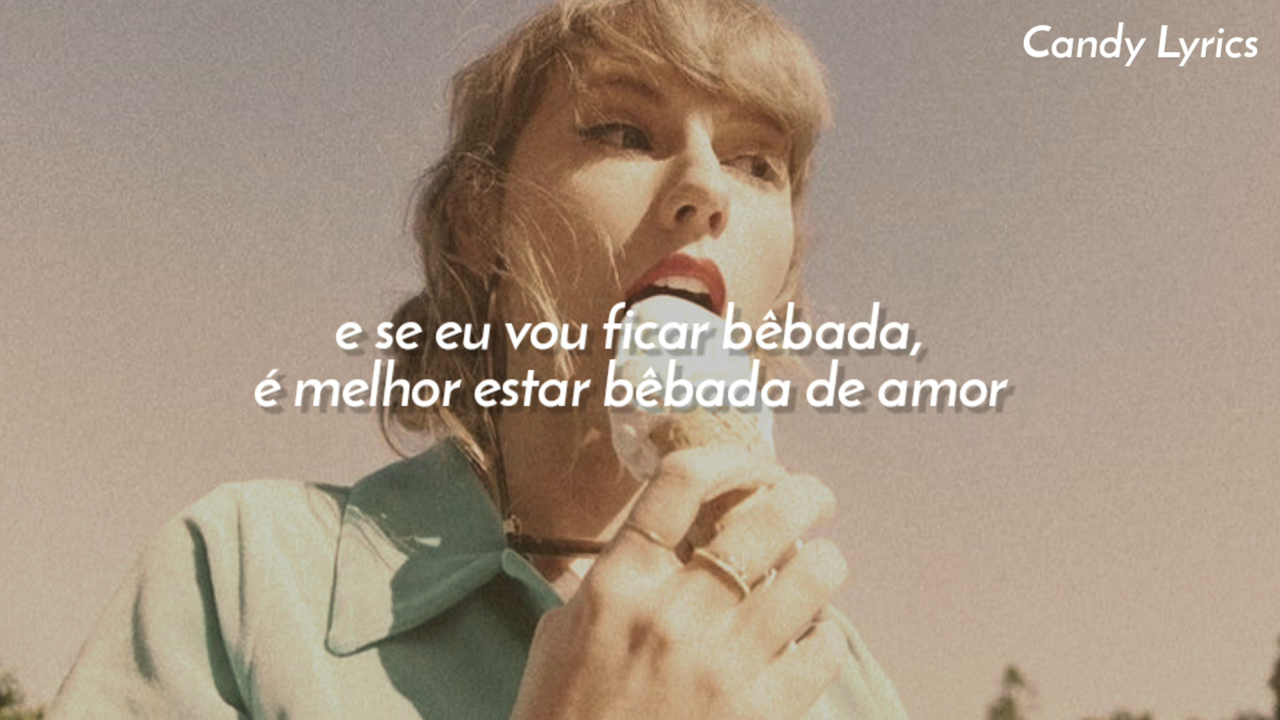 Candy Lyrics
e se eu vou ficar bêbada,
é melhor estar bêbada de amor